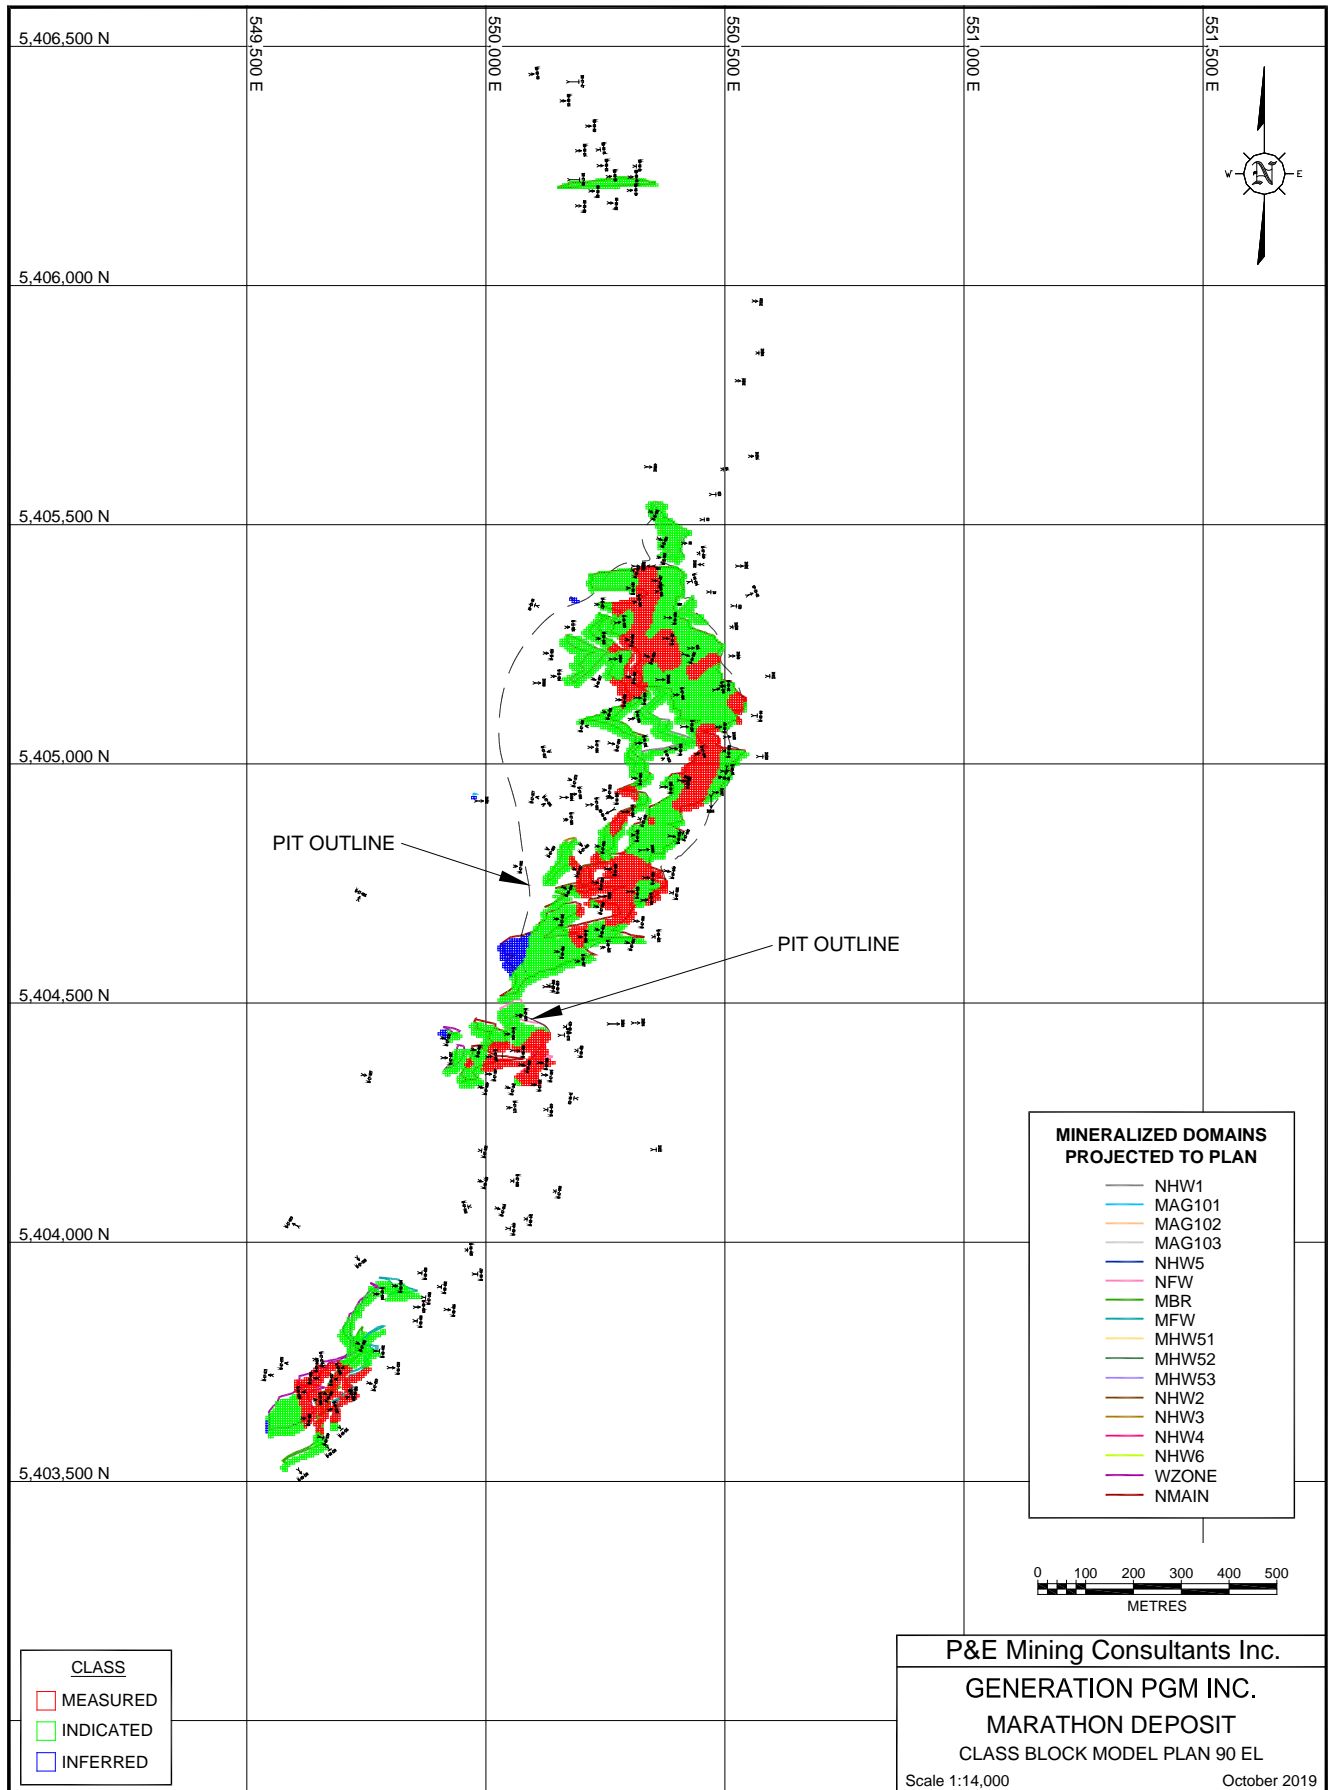 549,500 E
550,000 E
550,500 E
551,000 E
551,500 E
5,406,500 N
W
N
E
5,406,000 N
5,405,500 N
5,405,000 N
PIT OUTLINE
PIT OUTLINE
5,404,500 N
5,404,000 N
5,403,500 N
MINERALIZED DOMAINS
PROJECTED TO PLAN
NHW1
MAG101
MAG102
MAG103
NHW5
NFW
MBR
MFW
MHW51
MHW52
MHW53
NHW2
NHW3
NHW4
NHW6
WZONE
NMAIN
0 100 200 300 400 500
METRES
CLASS
MEASURED
INDICATED
INFERRED
P&E Mining Consultants Inc.
GENERATION PGM INC.
MARATHON DEPOSIT
CLASS BLOCK MODEL PLAN 90 EL
Scale 1:14,000 October 2019